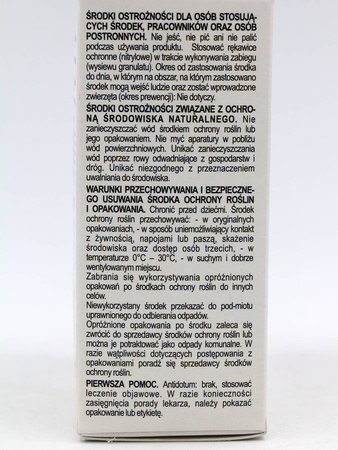 ŚRODKI OSTROŻNOŚCI DLA OSÓB STOSUJĄ-
CYCH ŚRODEK, PRACOWNIKÓW ORAZ OSÓB
POSTRONNYCH. Nie jeść, nie pić ani nie palić
podczas używania produktu. Stosować rękawice
ochronne (nitrylowe) w trakcie wykonywania zabiegu
(wysiewu granulatu). Okres od zastosowania środka
do dnia, w którym na obszar, na którym zastosowano
środek mogą wejść ludzie oraz zostać wprowadzone
zwierzęta (okres prewencji): Nie dotyczy.
ŚRODKI OSTROŻNOŚCI ZWIĄZANE Z OCHRO-
NĄ ŚRODOWISKA NATURALNEGO. Nie
zanieczyszczać wód środkiem ochrony roślin lub
jego opakowaniem. Nie myć aparatury w pobliżu
wód powierzchniowych. Unikać zanieczyszczania
wód poprzez rowy odwadniające z gospodarstw i
dróg. Unikać niezgodnego z przeznaczeniem
uwalniania do środowiska.
WARUNKI PRZECHOWYWANIA I BEZPIECZNE-
GO USUWANIA ŚRODKA OCHRONY ROŚLIN
I OPAKOWANIA. Chronić przed dziećmi. Środek
ochrony roślin przechowywać: - w oryginalnych
opakowaniach, - w sposób uniemożliwiający kontakt
z żywnością, napojami lub paszą, skażenie
środowiska oraz dostęp osób trzecich, - w
temperaturze 0°C – 30°C, - w suchym i dobrze
wentylowanym miejscu.
Zabrania się wykorzystywania opróżnionych
opakowań po środkach ochrony roślin do innych
celów.
Niewykorzystany środek przekazać do pod-miotu
uprawnionego do odbierania odpadów.
Opróżnione opakowania po środku zaleca się
zwrócić do sprzedawcy środków ochrony roślin lub
można je potraktować jako odpady komunalne. W
razie wątpliwości dotyczących postępowania z
opakowaniami poradź się sprzedawcy środków
ochrony roślin.
PIERWSZA POMOC. Antidotum: brak, stosować
leczenie objawowe. W razie konieczności
zasięgnięcia porady lekarza, należy pokazać
opakowanie lub etykietę.